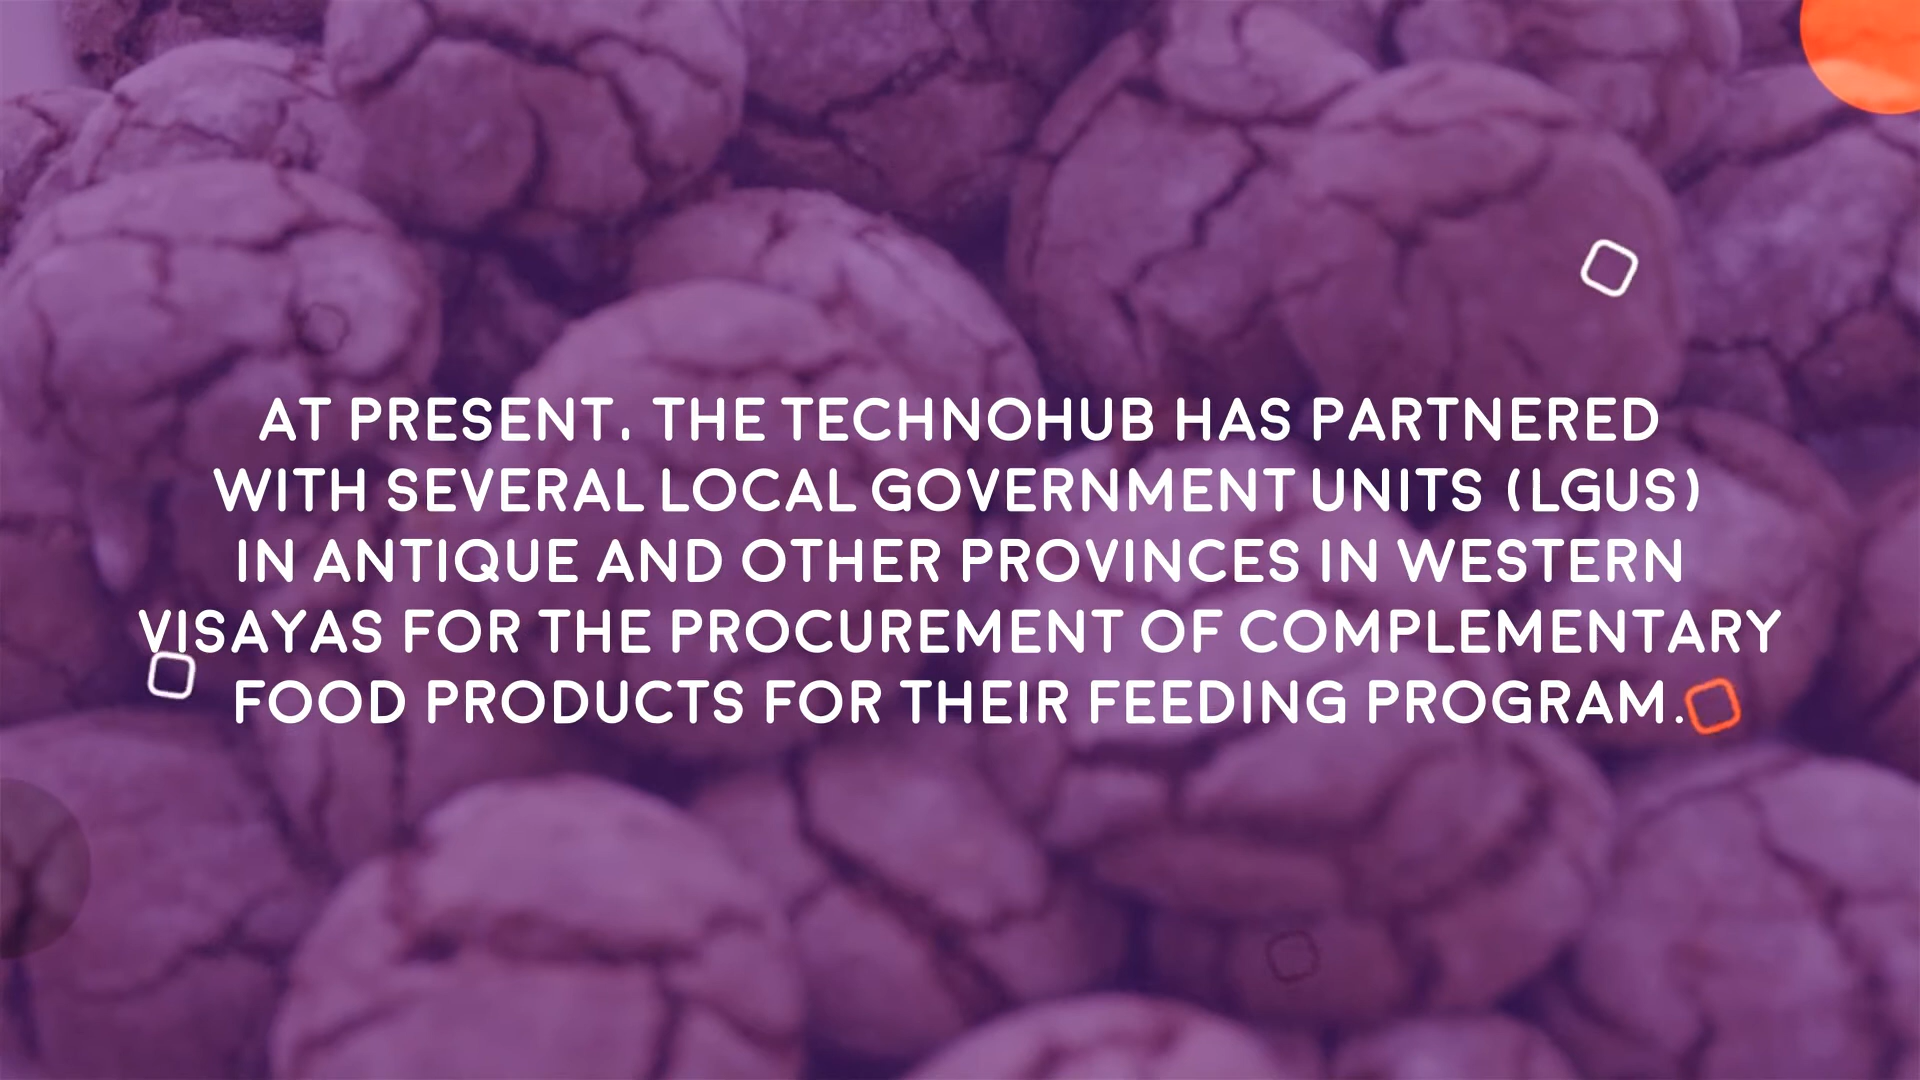 AT PRESENT, THE TECHNOHUB HAS PARTNERED
WITH SEVERAL LOCAL GOVERNMENT UNITS (LGUS)
IN ANTIQUE AND OTHER PROVINCES IN WESTERN
VISAYAS FOR THE PROCUREMENT OF COMPLEMENTARY
FOOD PRODUCTS FOR THEIR FEEDING PROGRAM.